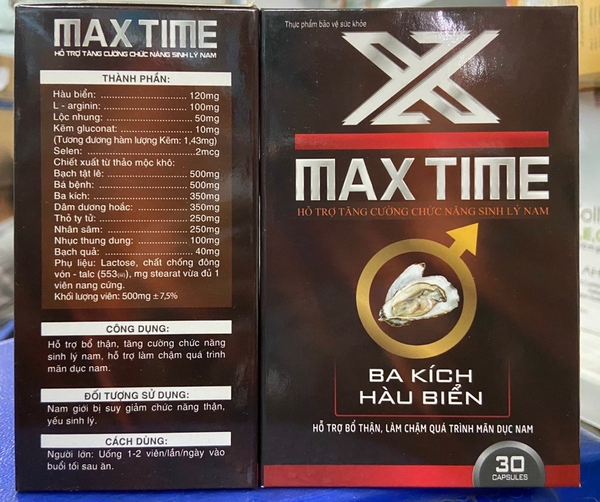 MAX TIME
HỖ TRỢ TĂNG CƯỜNG CHỨC NĂNG SINH LÝ NAM
THÀNH PHẦN:
Hàu biển: ........ 120mg
L - arginin: ........ 100mg
Lộc nhung: ........ 50mg
Kẽm gluconat: ........ 10mg
(Tương đương hàm lượng Kẽm: 1,43mg)
Selen: ........ 2mcg
Chiết xuất từ thảo mộc khô:
Bạch tật lê: ........ 500mg
Bá bệnh: ........ 500mg
Ba kích: ........ 350mg
Dâm dương hoắc: ........ 350mg
Thỏ ty tử: ........ 250mg
Nhân sâm: ........ 250mg
Nhục thung dung: ........ 100mg
Bạch quả: ........ 40mg
Phụ liệu: Lactose, chất chống đông
vón - talc (553(iii)), mg stearat vừa đủ 1
viên nang cứng.
Khối lượng viên: 500mg ± 7,5%
CÔNG DỤNG:
Hỗ trợ bổ thận, tăng cường chức năng
sinh lý nam, hỗ trợ làm chậm quá trình
mãn dục nam.
ĐỐI TƯỢNG SỬ DỤNG:
Nam giới bị suy giảm chức năng thận,
yếu sinh lý.
CÁCH DÙNG:
Người lớn: Uống 1-2 viên/lần/ngày vào
buổi tối sau ăn.
Thực phẩm bảo vệ sức khỏe
MAX TIME
HỖ TRỢ TĂNG CƯỜNG CHỨC NĂNG SINH LÝ NAM
BA KÍCH
HÀU BIỂN
HỖ TRỢ BỔ THẬN, LÀM CHẬM QUÁ TRÌNH MÃN DỤC NAM
30
CAPSULES